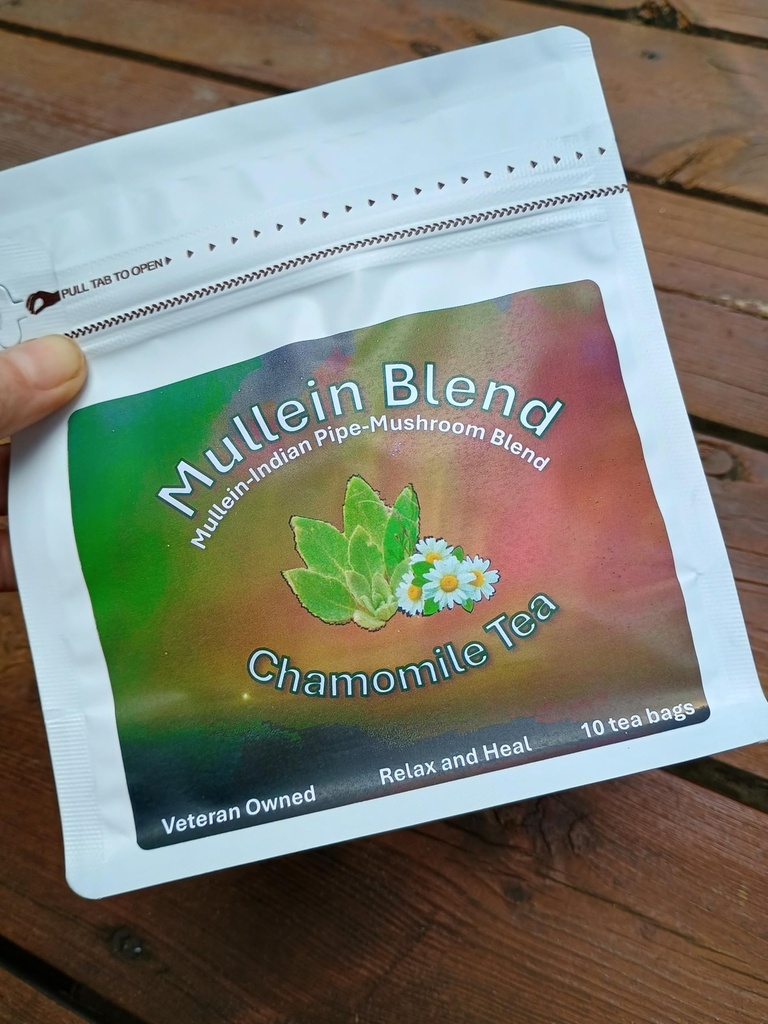 PULL TAB TO OPEN
Mullein Blend
Mullein-Indian Pipe-Mushroom Blend
Chamomile Tea
Veteran Owned
Relax and Heal
10 tea bags